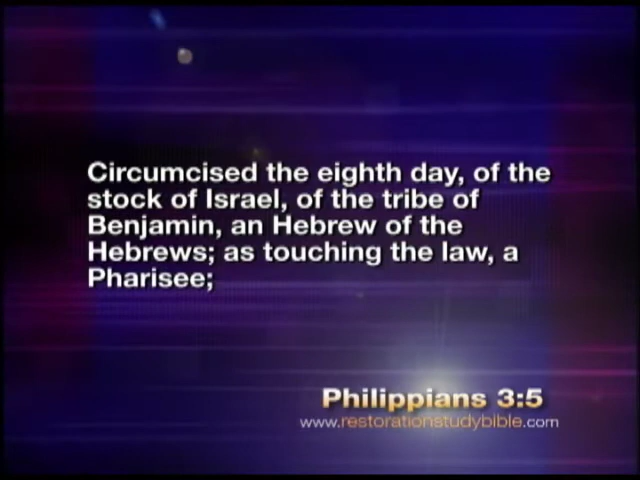 Circumcised the eighth day, of the
stock of Israel, of the tribe of
Benjamin, an Hebrew of the
Hebrews; as touching the law, a
Pharisee;
Philippians 3:5
www.restorationstudybible.com